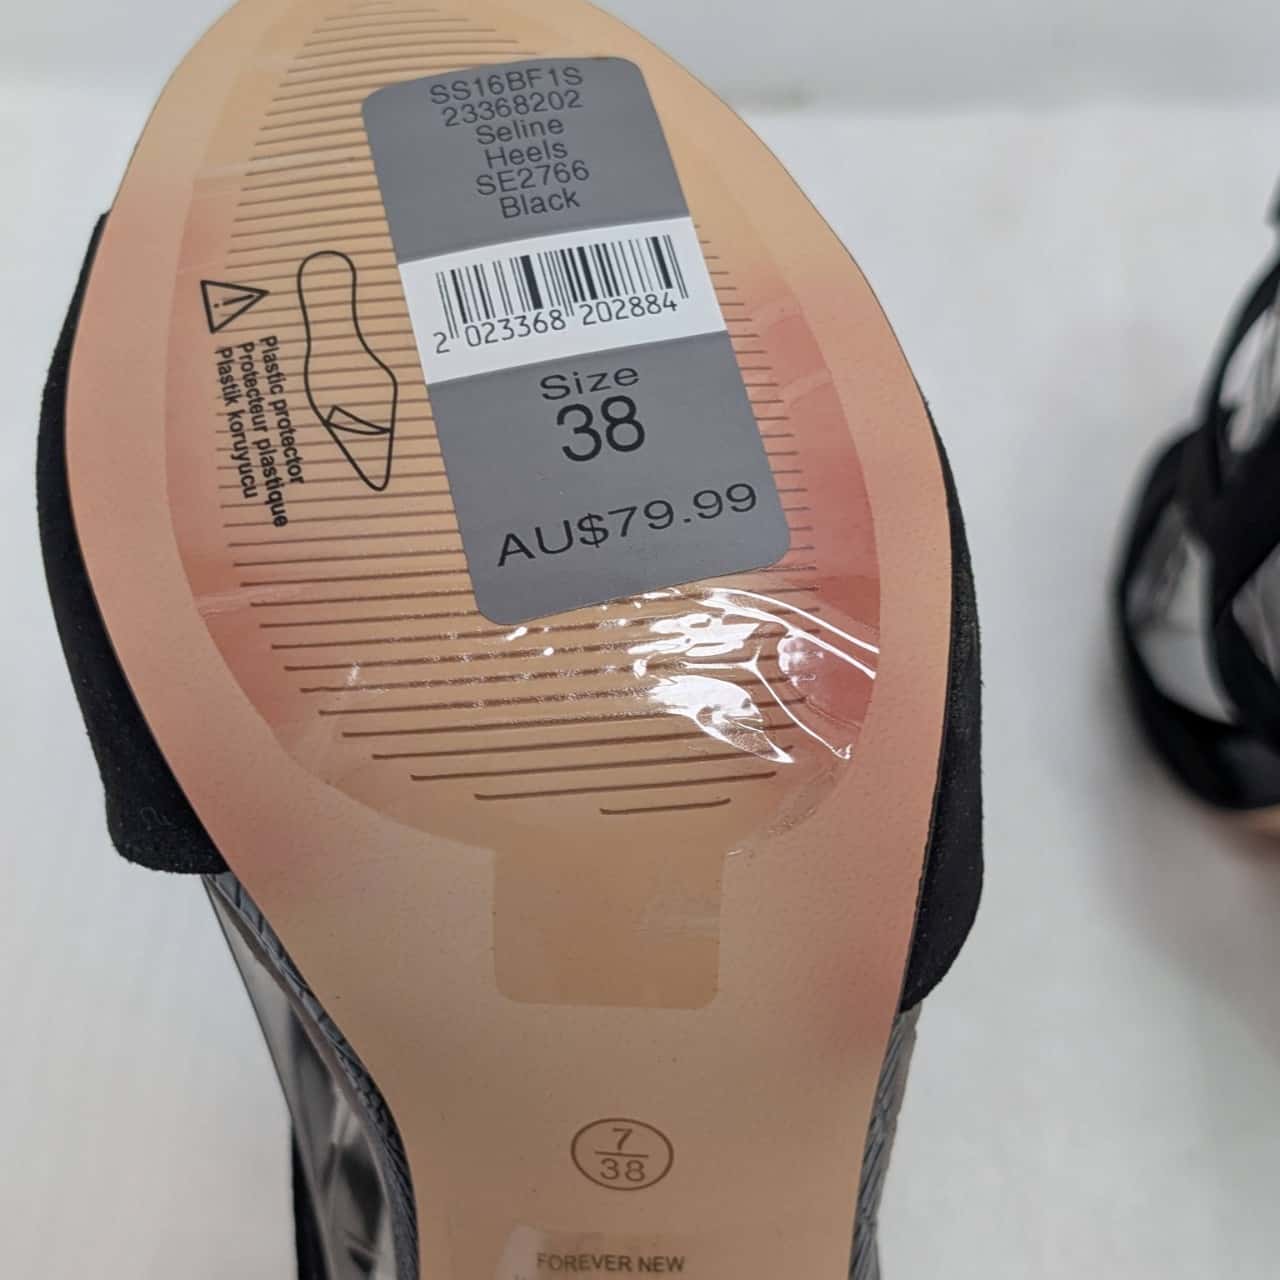 SS16BF1S
23368202
Seline
Heels
SE2766
Black
2 023368 202884
Size
38
AU$79.99
Plastic protector
Protecteur plastique
Plastik koruyucu
7
38
FOREVER NEW